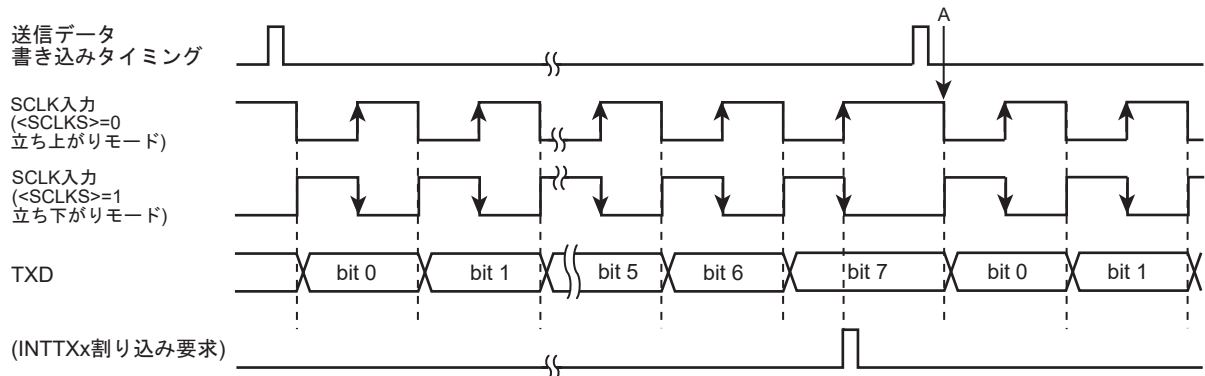 送信データ
書き込みタイミング
A
SCLK入力
(<SCLKS>=0
立ち上がりモード)
SCLK入力
(<SCLKS>=1
立ち下がりモード)
TXD
bit 0
bit 1
bit 5
bit 6
bit 7
bit 0
bit 1
(INTTXx割り込み要求)